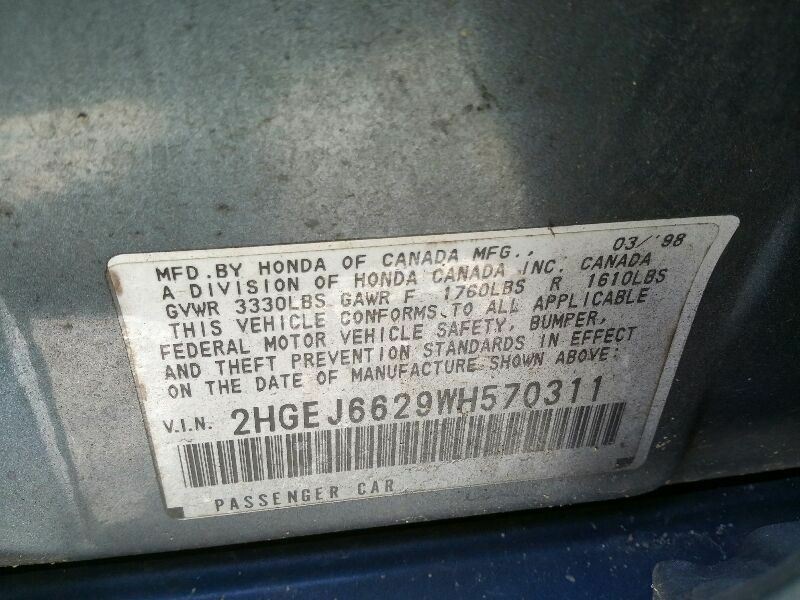 MFD. BY HONDA OF CANADA MFG., 03/'98
A DIVISION OF HONDA CANADA INC. CANADA
GVWR 3330LBS GAWR F 1760LBS R 1610LBS
THIS VEHICLE CONFORMS TO ALL APPLICABLE
FEDERAL MOTOR VEHICLE SAFETY, BUMPER,
AND THEFT PREVENTION STANDARDS IN EFFECT
ON THE DATE OF MANUFACTURE SHOWN ABOVE.
V.I.N. 2HGEJ6629WH570311
PASSENGER CAR